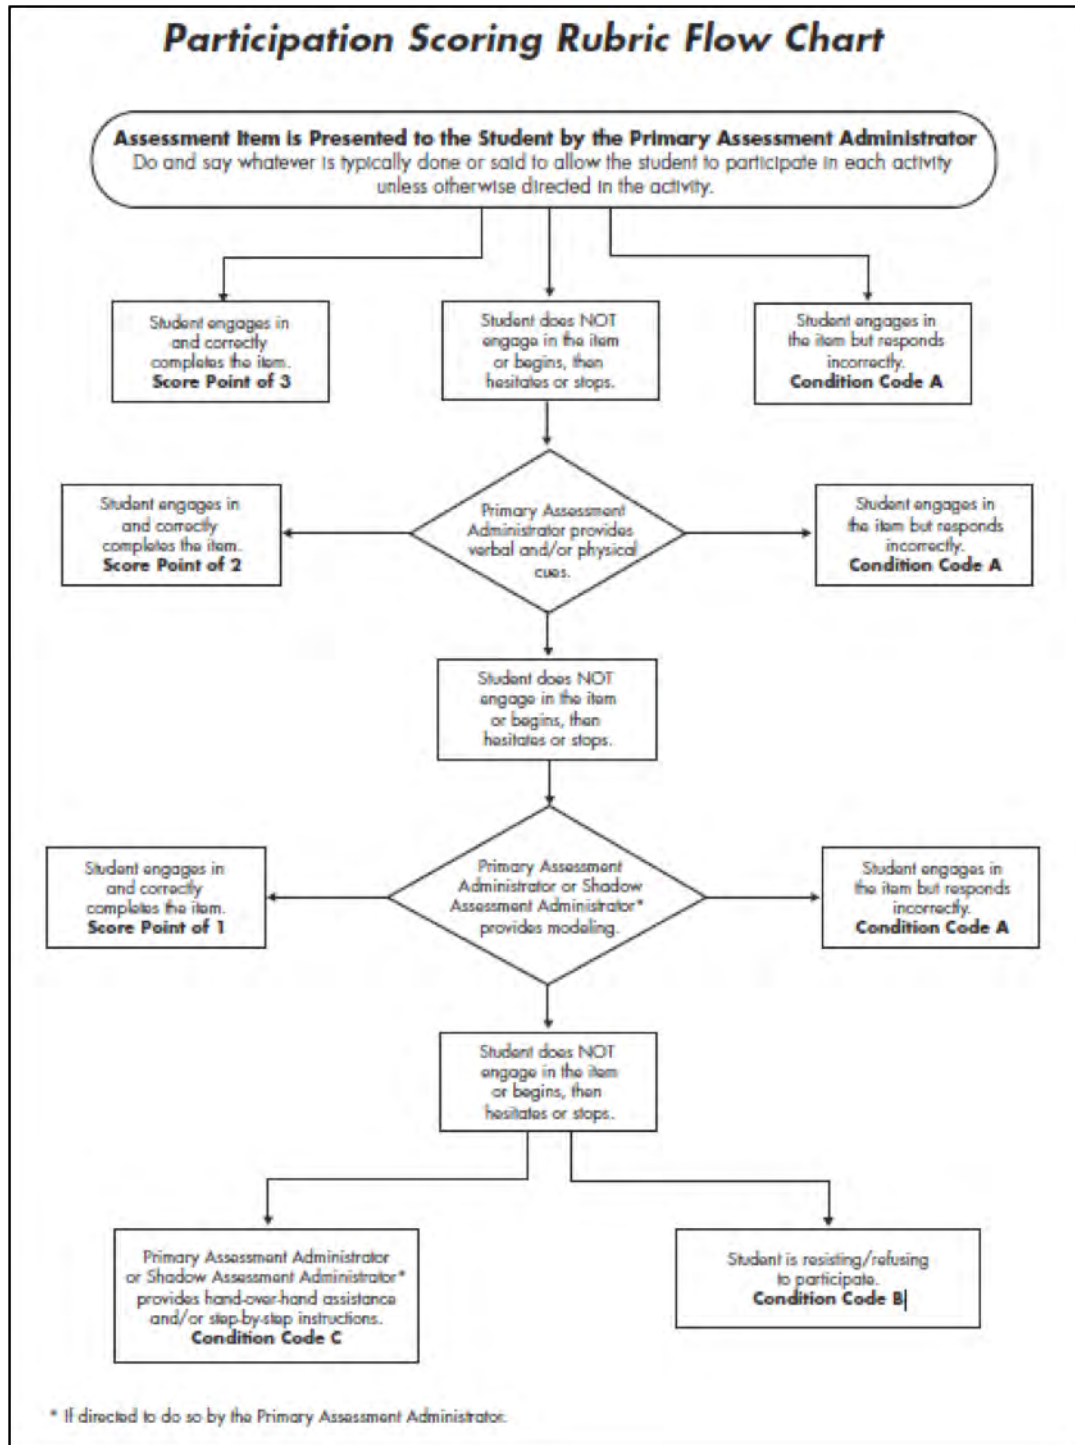 Participation Scoring Rubric Flow Chart
Assessment Item is Presented to the Student by the Primary Assessment Administrator
Do and say whatever is typically done or said to allow the student to participate in each activity
unless otherwise directed in the activity.
Student engages in
and correctly
completes the item.
Score Point of 3
Student does NOT
engage in the item
or begins, then
hesitates or stops.
Student engages in
the item but responds
incorrectly.
Condition Code A
Student engages in
and correctly
completes the item.
Score Point of 2
Primary Assessment
Administrator provides
verbal and/or physical
cues.
Student engages in
the item but responds
incorrectly.
Condition Code A
Student does NOT
engage in the item
or begins, then
hesitates or stops.
Student engages in
and correctly
completes the item.
Score Point of 1
Primary Assessment
Administrator or Shadow
Assessment Administrator*
provides modeling.
Student engages in
the item but responds
incorrectly.
Condition Code A
Student does NOT
engage in the item
or begins, then
hesitates or stops.
Primary Assessment Administrator
or Shadow Assessment Administrator*
provides hand-over-hand assistance
and/or step-by-step instructions.
Condition Code C
Student is resisting/refusing
to participate.
Condition Code B
* If directed to do so by the Primary Assessment Administrator.